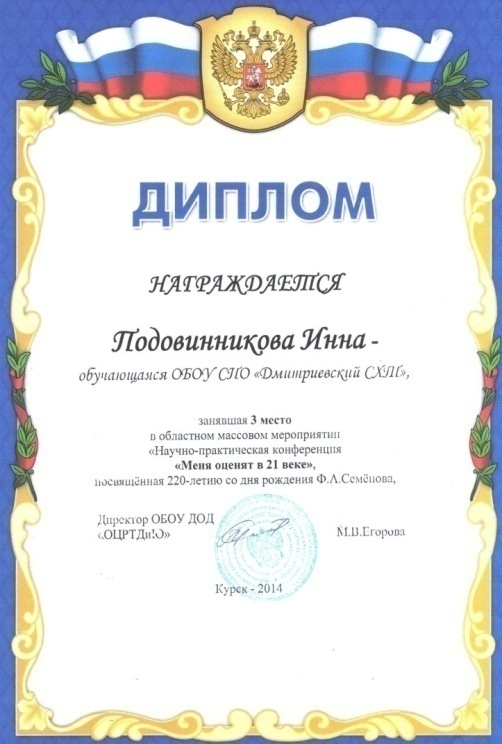 ДИПЛОМ
НАГРАЖДАЕТСЯ
Подовинникова Инна -
обучающаяся ОБОУ СПО «Дмитриевский СХТ»,
занявшая 3 место
в областном массовом мероприятии
«Научно-практическая конференция
«Меня оценят в 21 веке»,
посвящённая 220-летию со дня рождения Ф.А.Семёнова,
Директор ОБОУ ДОД
«ОЦРТДиЮ»
М.В.Егорова
Курск - 2014